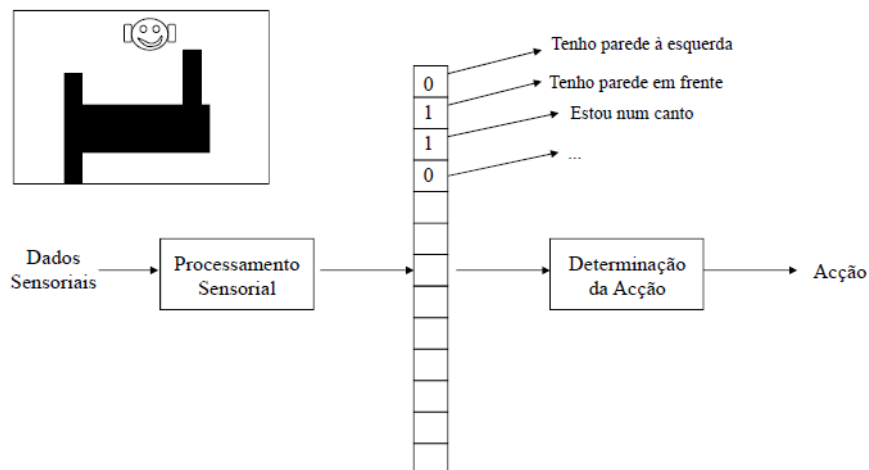 Tenho parede à esquerda
0
Tenho parede em frente
1
Estou num canto
1
...
0
Dados
Sensoriais
Processamento
Sensorial
Determinação
da Acção
Acção